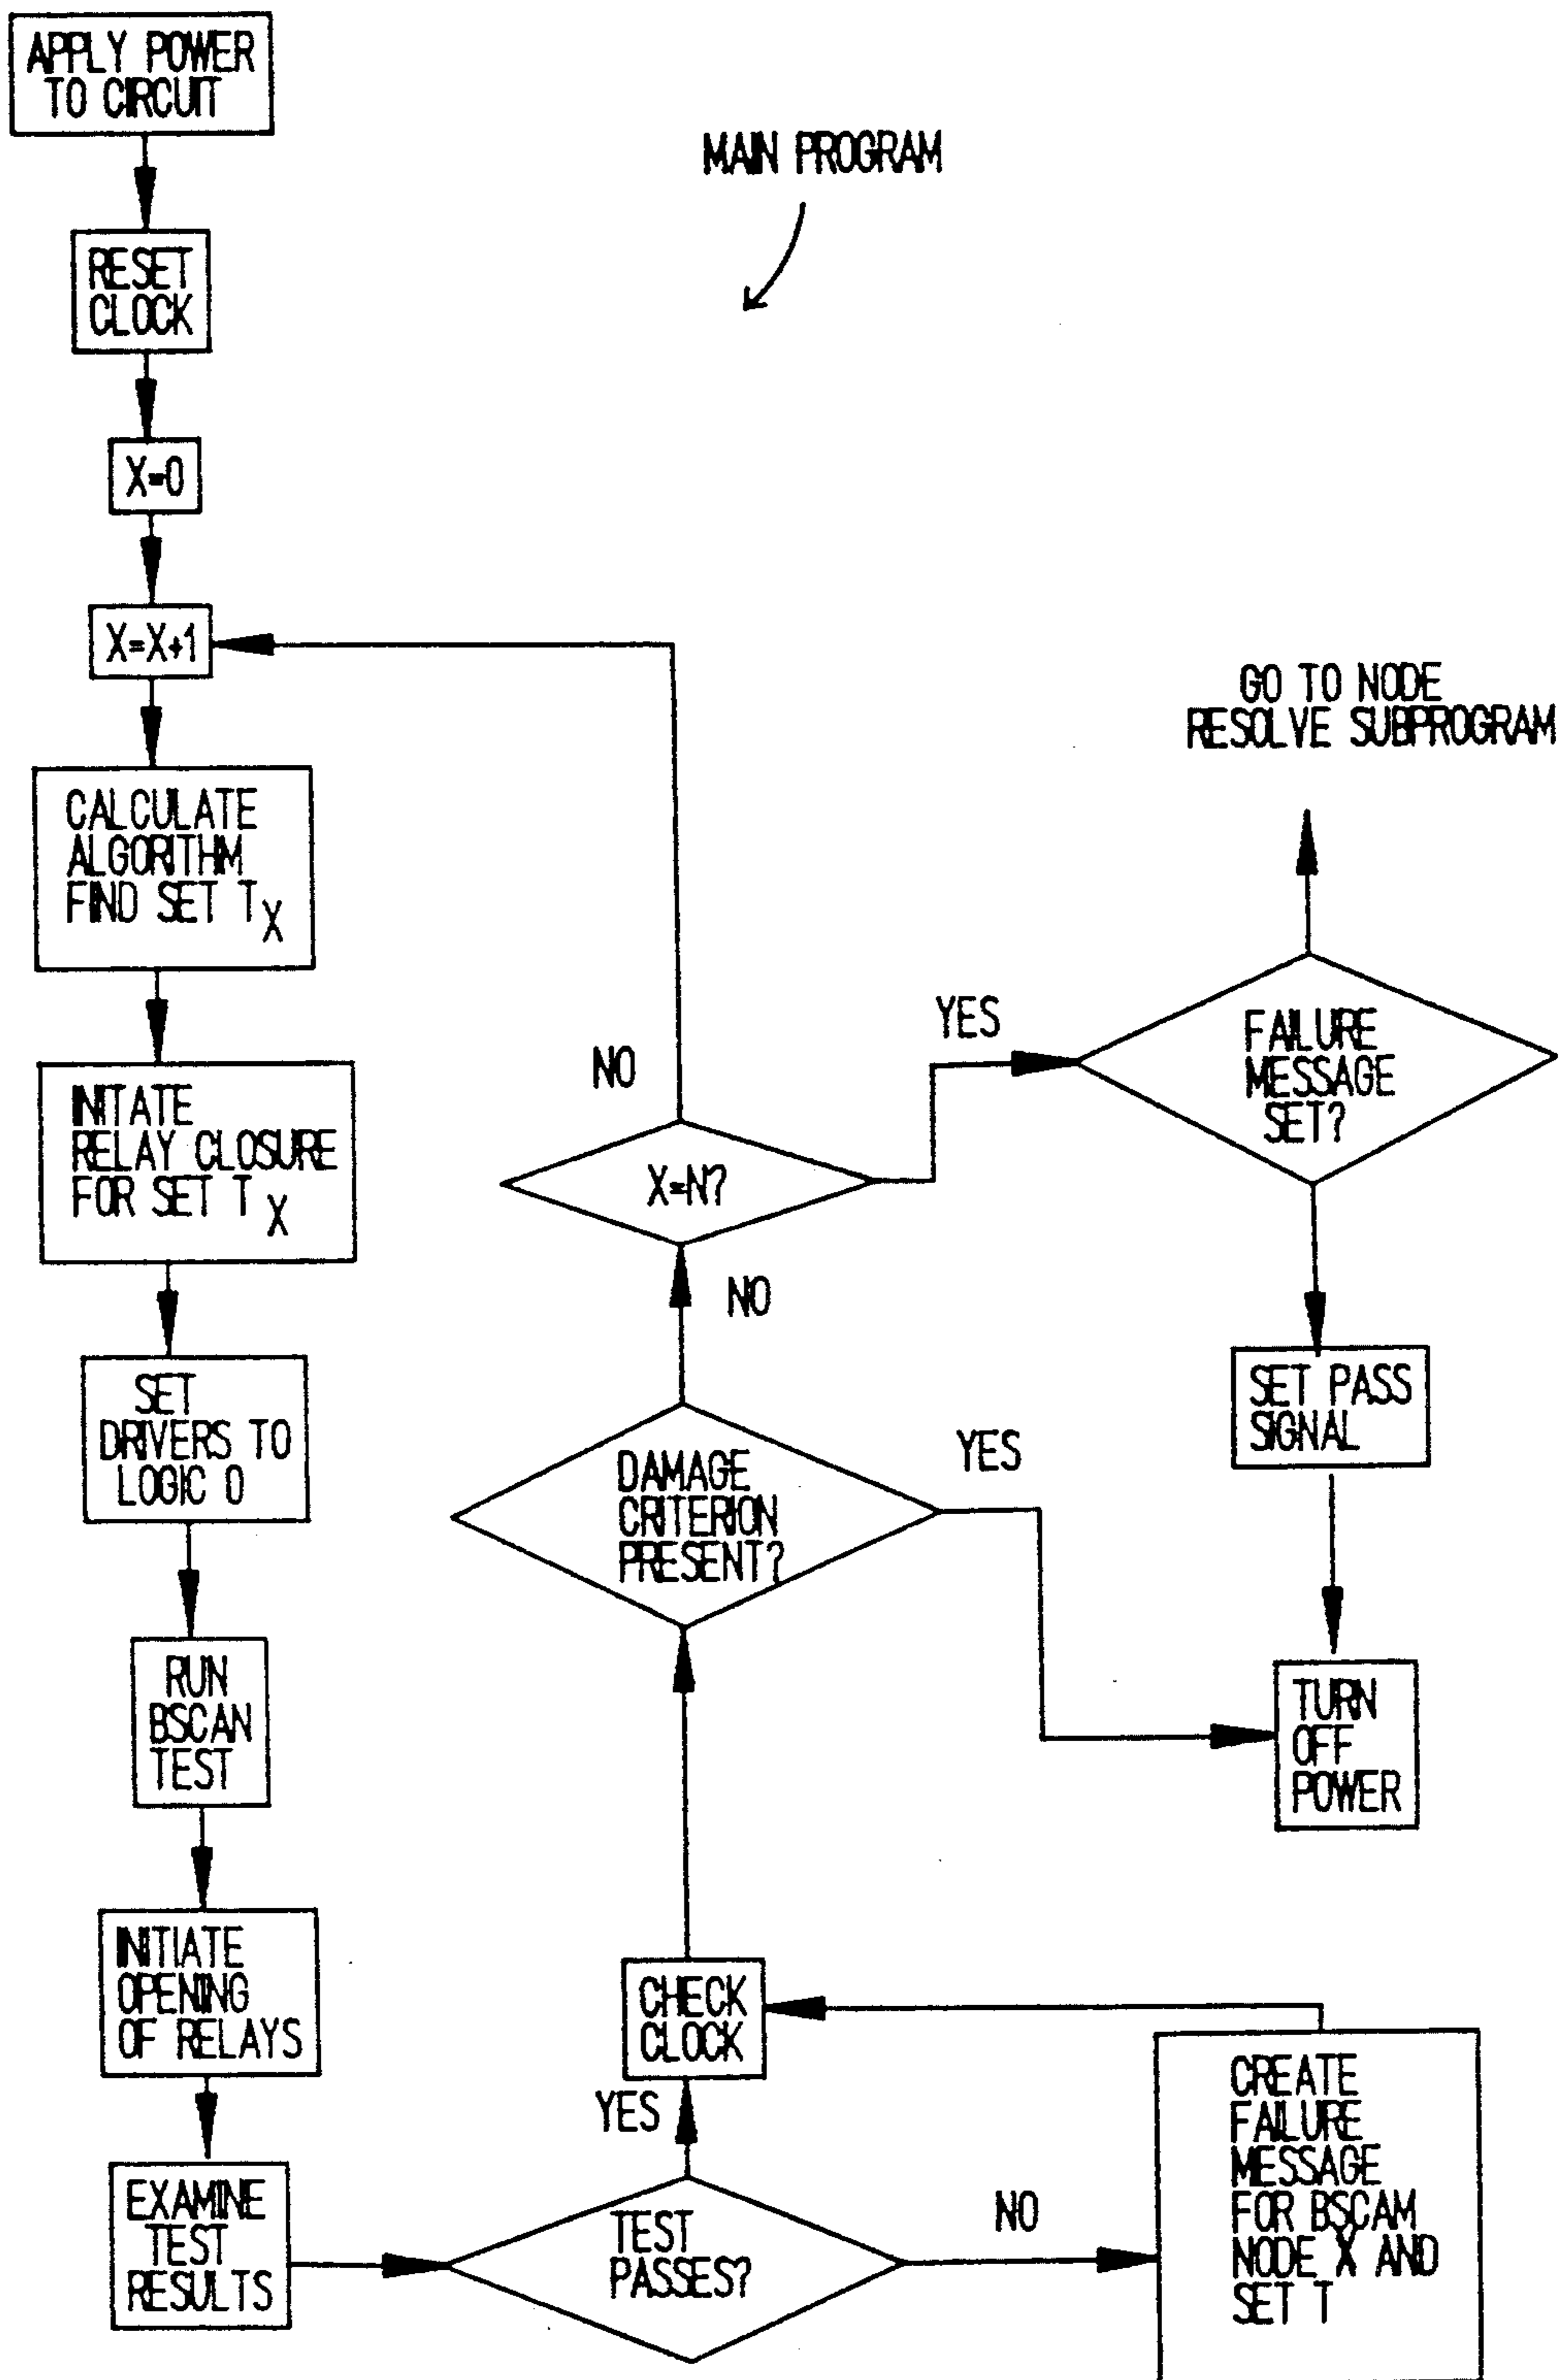 APPLY POWER
TO CIRCUIT
MAIN PROGRAM
RESET
CLOCK
X=0
X=X+1
GO TO NODE
RESOLVE SUBPROGRAM
CALCULATE
ALGORITHM
FIND SET T X
INITATE
RELAY CLOSURE
FOR SET T X
SET
DRIVERS TO
LOGIC 0
RUN
BSCAN
TEST
INITIATE
OPENING
OF RELAYS
EXAMINE
TEST
RESULTS
TEST
PASSES?
YES
NO
CREATE
FAILURE
MESSAGE
FOR BSCAM
NODE X AND
SET T
CHECK
CLOCK
DAMAGE
CRITERION
PRESENT?
YES
NO
X=N?
NO
YES
FAILURE
MESSAGE
SET?
SET PASS
SIGNAL
TURN
OFF
POWER